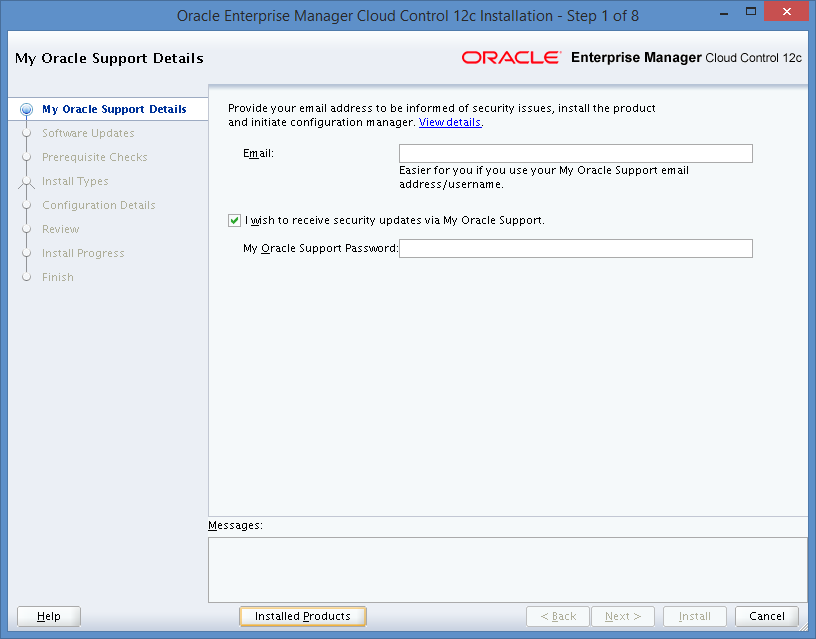 Oracle Enterprise Manager Cloud Control 12c Installation - Step 1 of 8
My Oracle Support Details
ORACLE Enterprise Manager Cloud Control 12c
My Oracle Support Details
Software Updates
Prerequisite Checks
Install Types
Configuration Details
Review
Install Progress
Finish
Provide your email address to be informed of security issues, install the product
and initiate configuration manager. View details.
Email:
Easier for you if you use your My Oracle Support email
address/username.
I wish to receive security updates via My Oracle Support.
My Oracle Support Password:
Messages:
Help
Installed Products
< Back
Next >
Install
Cancel